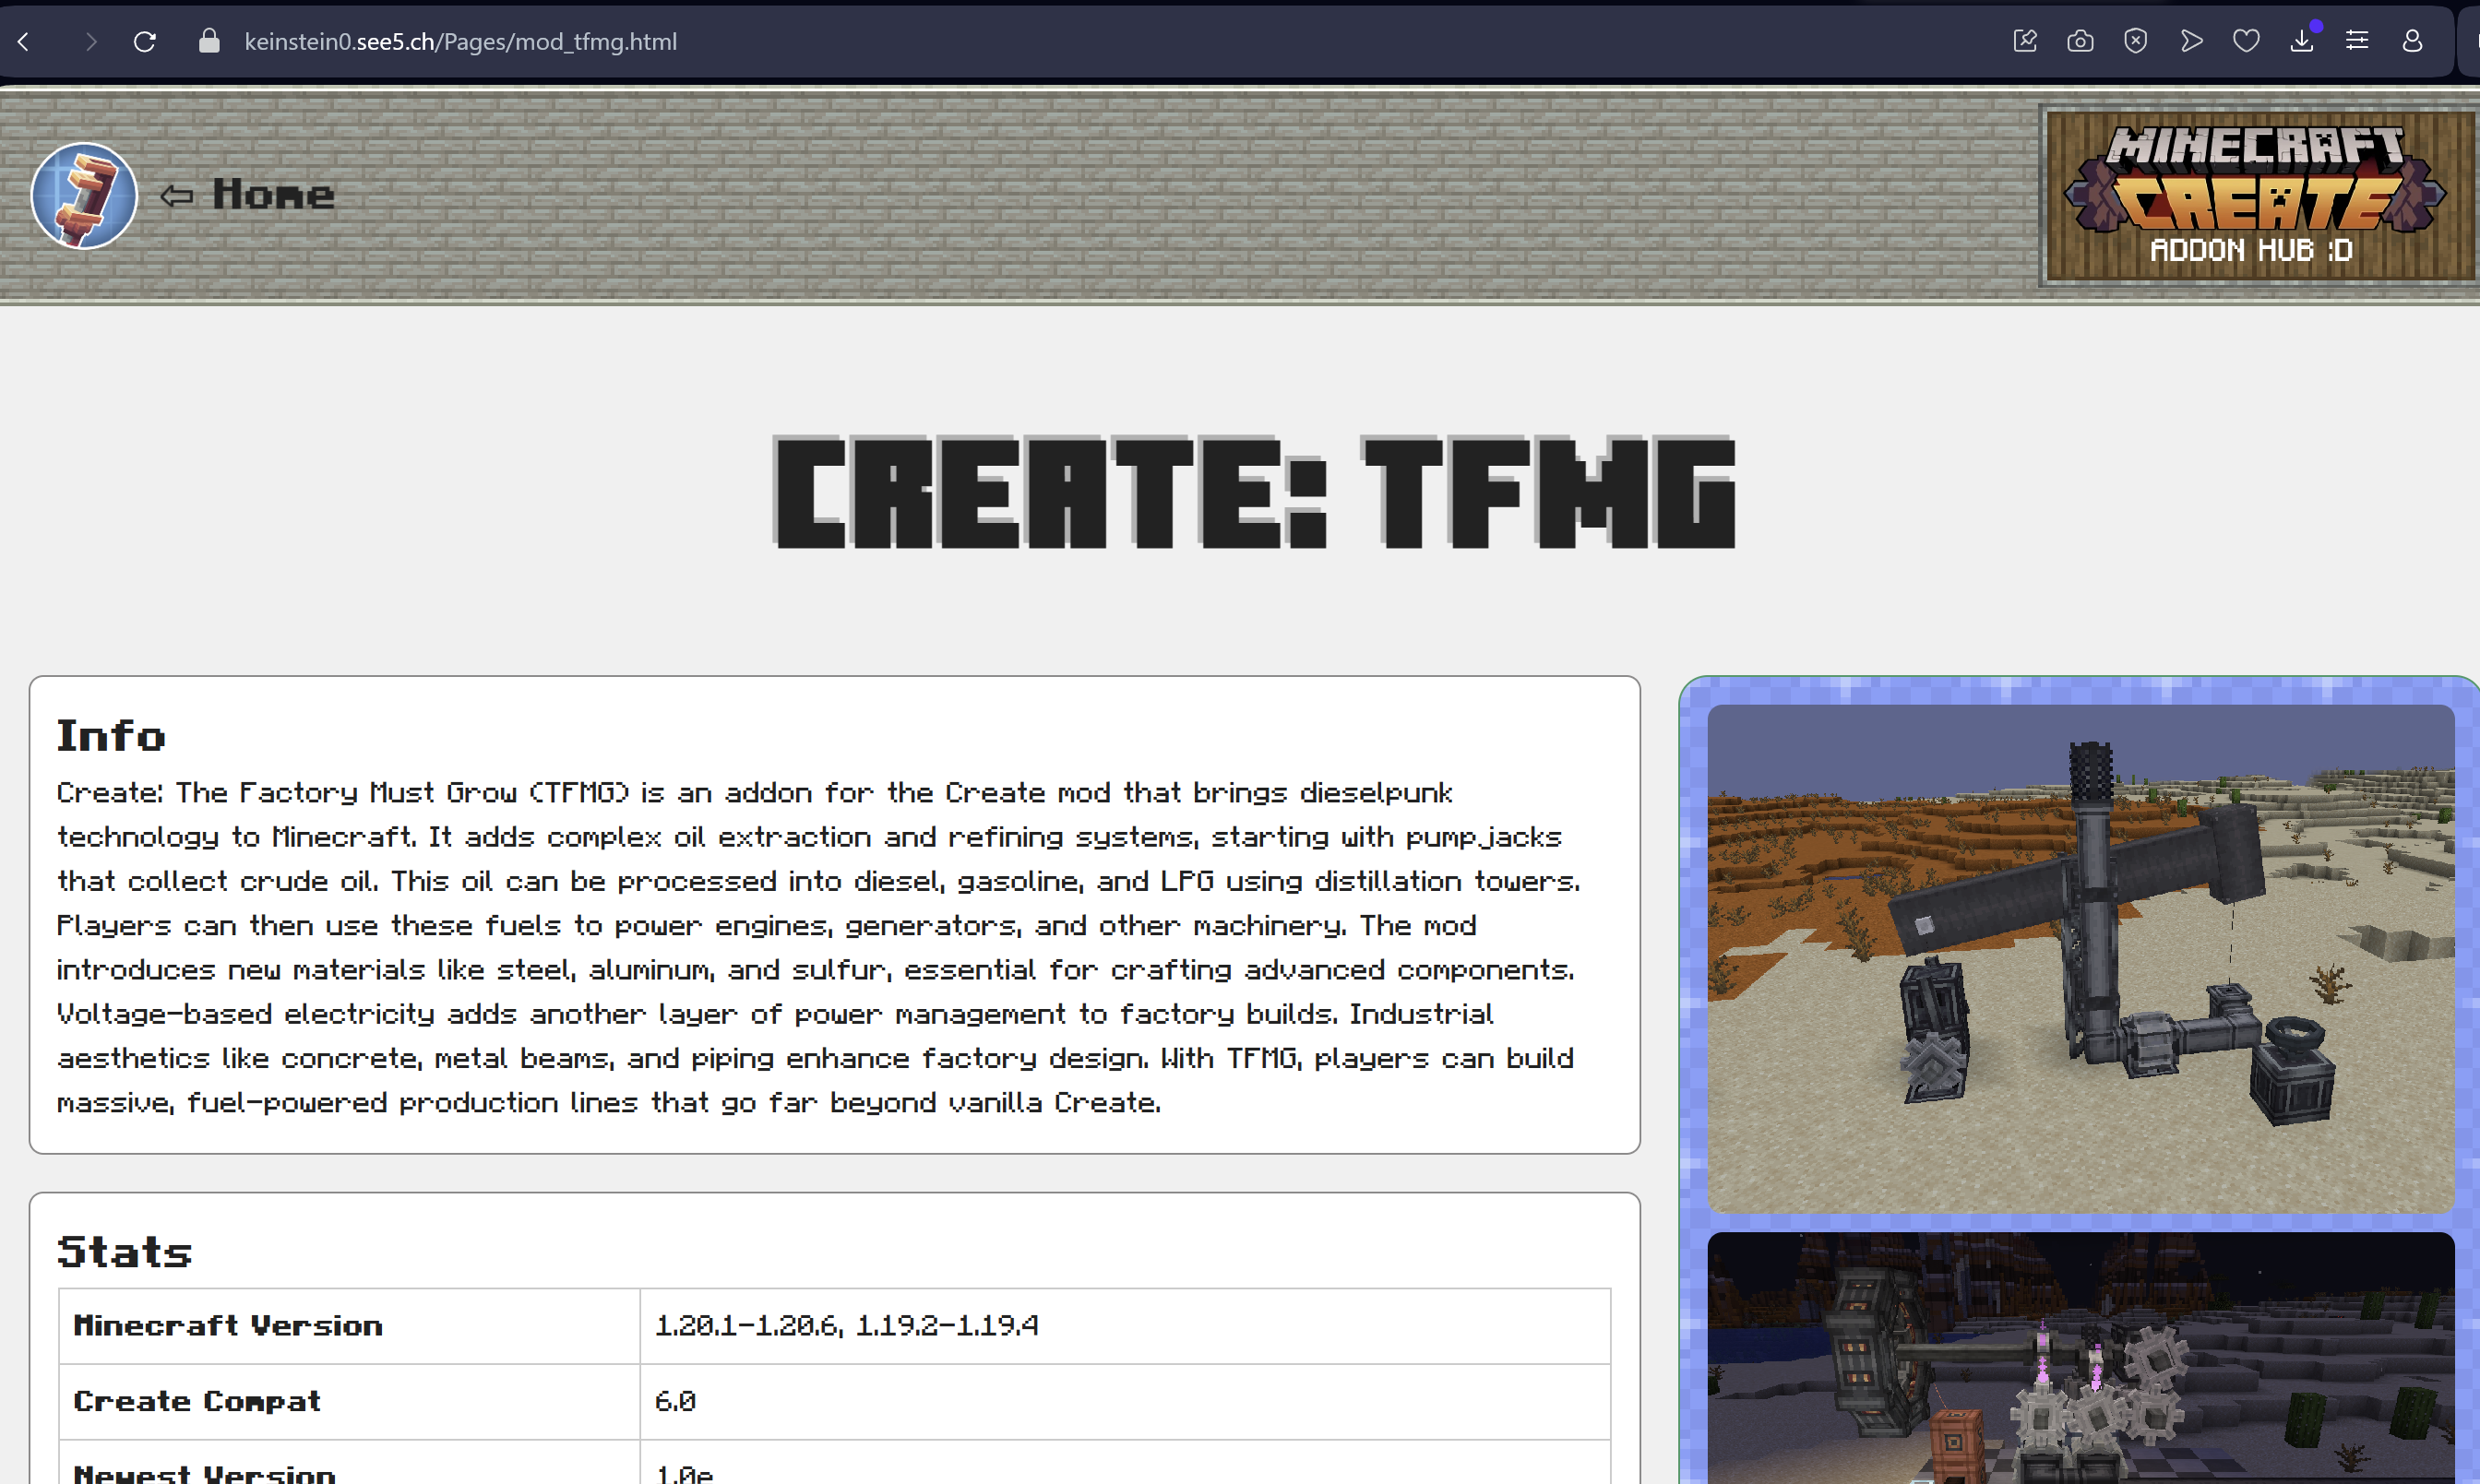 keinstein0.see5.ch/Pages/mod_tfmg.html
⇦ Home
MINECRAFT
CREATE
ADDON HUB :D
CREATE: TFMG
Info
Create: The Factory Must Grow (TFMG) is an addon for the Create mod that brings dieselpunk
technology to Minecraft. It adds complex oil extraction and refining systems, starting with pumpjacks
that collect crude oil. This oil can be processed into diesel, gasoline, and LPG using distillation towers.
Players can then use these fuels to power engines, generators, and other machinery. The mod
introduces new materials like steel, aluminum, and sulfur, essential for crafting advanced components.
Voltage-based electricity adds another layer of power management to factory builds. Industrial
aesthetics like concrete, metal beams, and piping enhance factory design. With TFMG, players can build
massive, fuel-powered production lines that go far beyond vanilla Create.
Stats
Minecraft Version 1.20.1-1.20.6, 1.19.2-1.19.4
Create Compat 6.0
Newest Version 1.0e